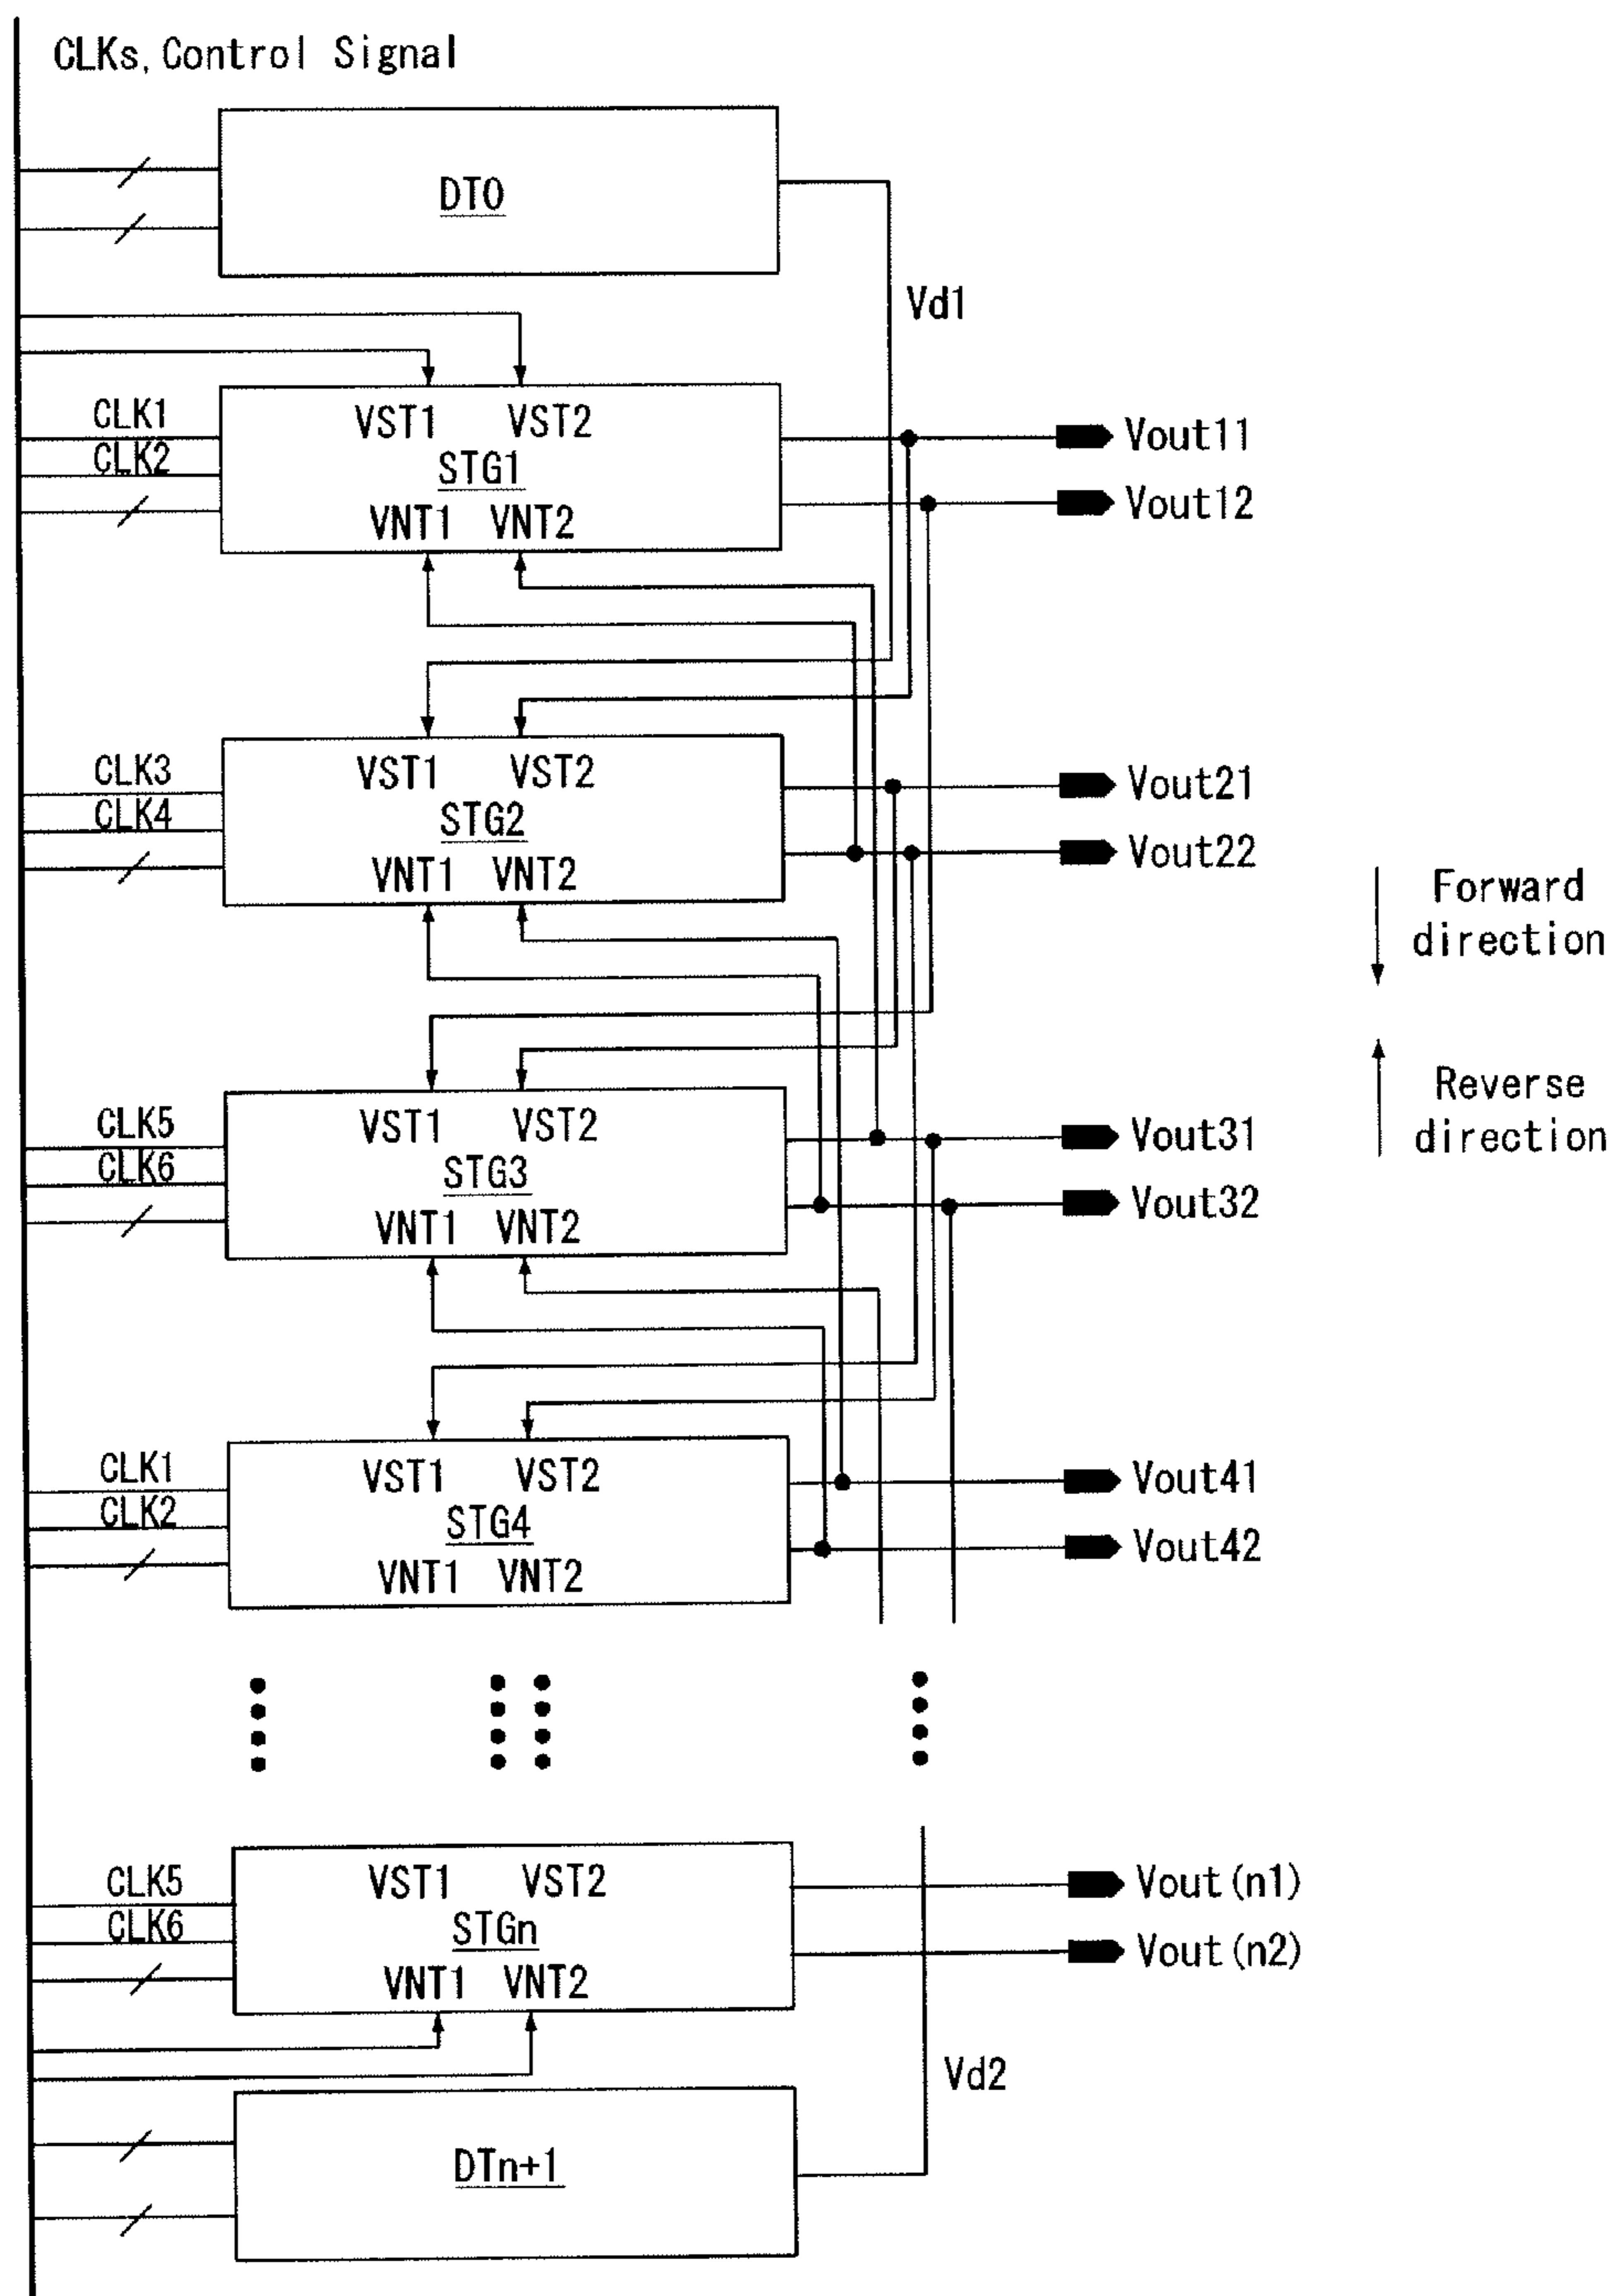 CLKs, Control Signal
DT0
Vd1
CLK1
CLK2
VST1 VST2
STG1
VNT1 VNT2
Vout11
Vout12
CLK3
CLK4
VST1 VST2
STG2
VNT1 VNT2
Vout21
Vout22
Forward
direction
Reverse
direction
CLK5
CLK6
VST1 VST2
STG3
VNT1 VNT2
Vout31
Vout32
CLK1
CLK2
VST1 VST2
STG4
VNT1 VNT2
Vout41
Vout42
CLK5
CLK6
VST1 VST2
STGn
VNT1 VNT2
Vout(n1)
Vout(n2)
Vd2
DTn+1